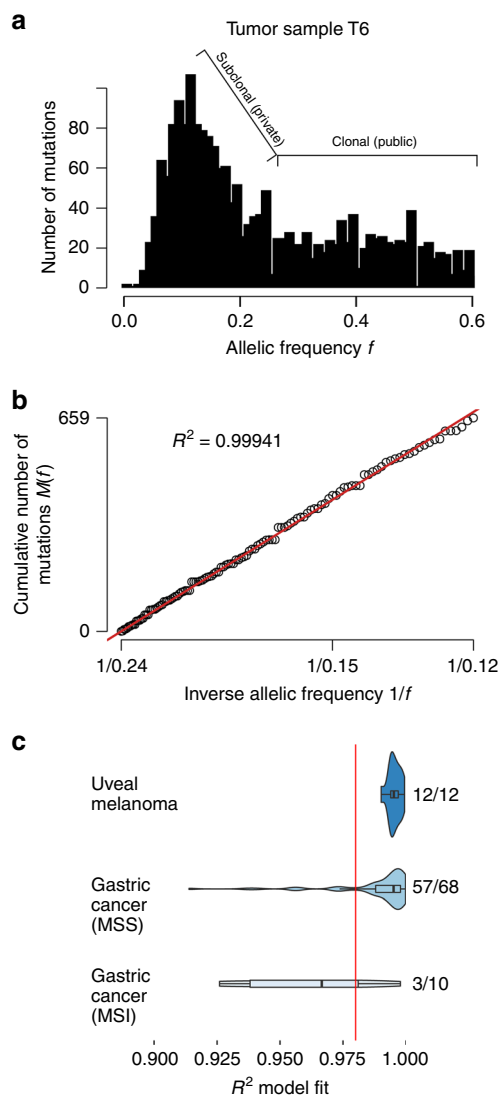 a
Tumor sample T6
Subclonal (private)
Clonal (public)
Number of mutations
80
60
40
20
0
0.0 0.2 0.4 0.6
Allelic frequency f
b
659
R² = 0.99941
Cumulative number of
mutations M(f)
0
1/0.24 1/0.15 1/0.12
Inverse allelic frequency 1/f
c
Uveal
melanoma
12/12
Gastric
cancer
(MSS)
57/68
Gastric
cancer
(MSI)
3/10
0.900 0.925 0.950 0.975 1.000
R² model fit